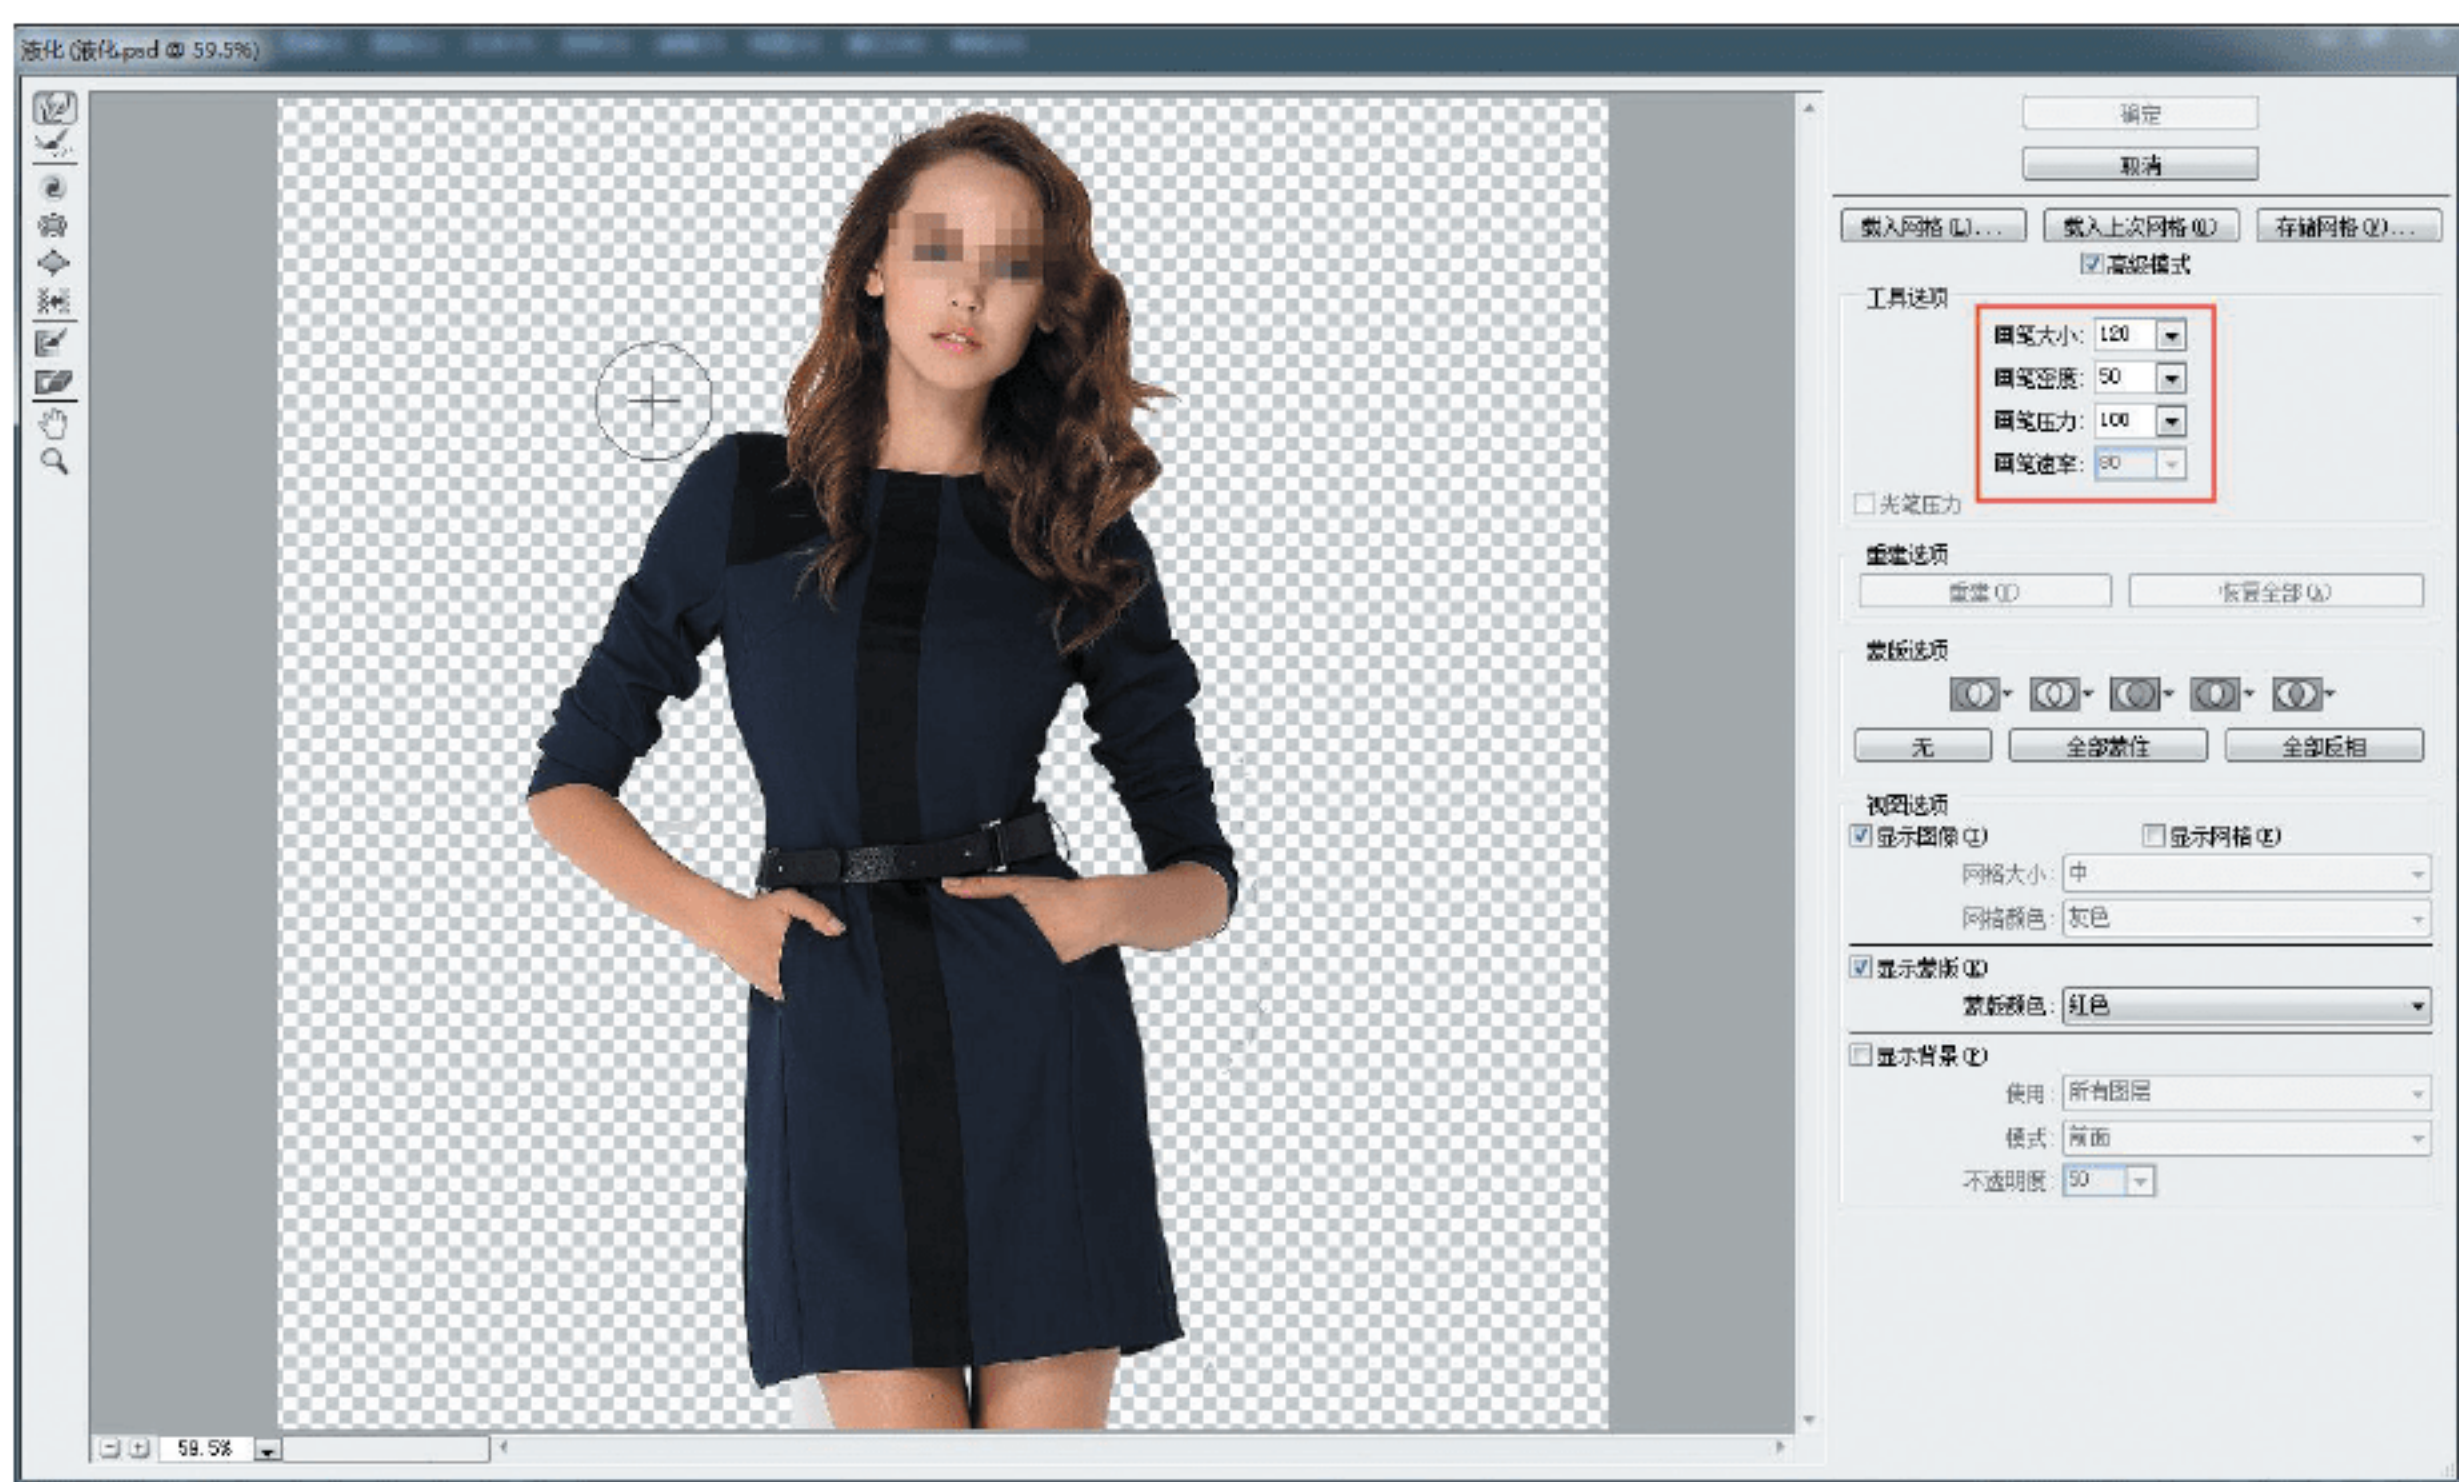 液化 (液化.psd @ 59.5%)
确定
取消
载入网格(L)... 载入上次网格(Q) 存储网格(V)...
高级模式
工具选项
画笔大小: 120
画笔密度: 50
画笔压力: 100
画笔速率: 80
光笔压力
重建选项
重建(I) 恢复全部(A)
蒙版选项
无 全部蒙住 全部反相
视图选项
显示图像(I) 显示网格(E)
网格大小: 中
网格颜色: 灰色
显示蒙版(K)
蒙版颜色: 红色
显示背景(P)
使用: 所有图层
模式: 前面
不透明度: 50
59.5%